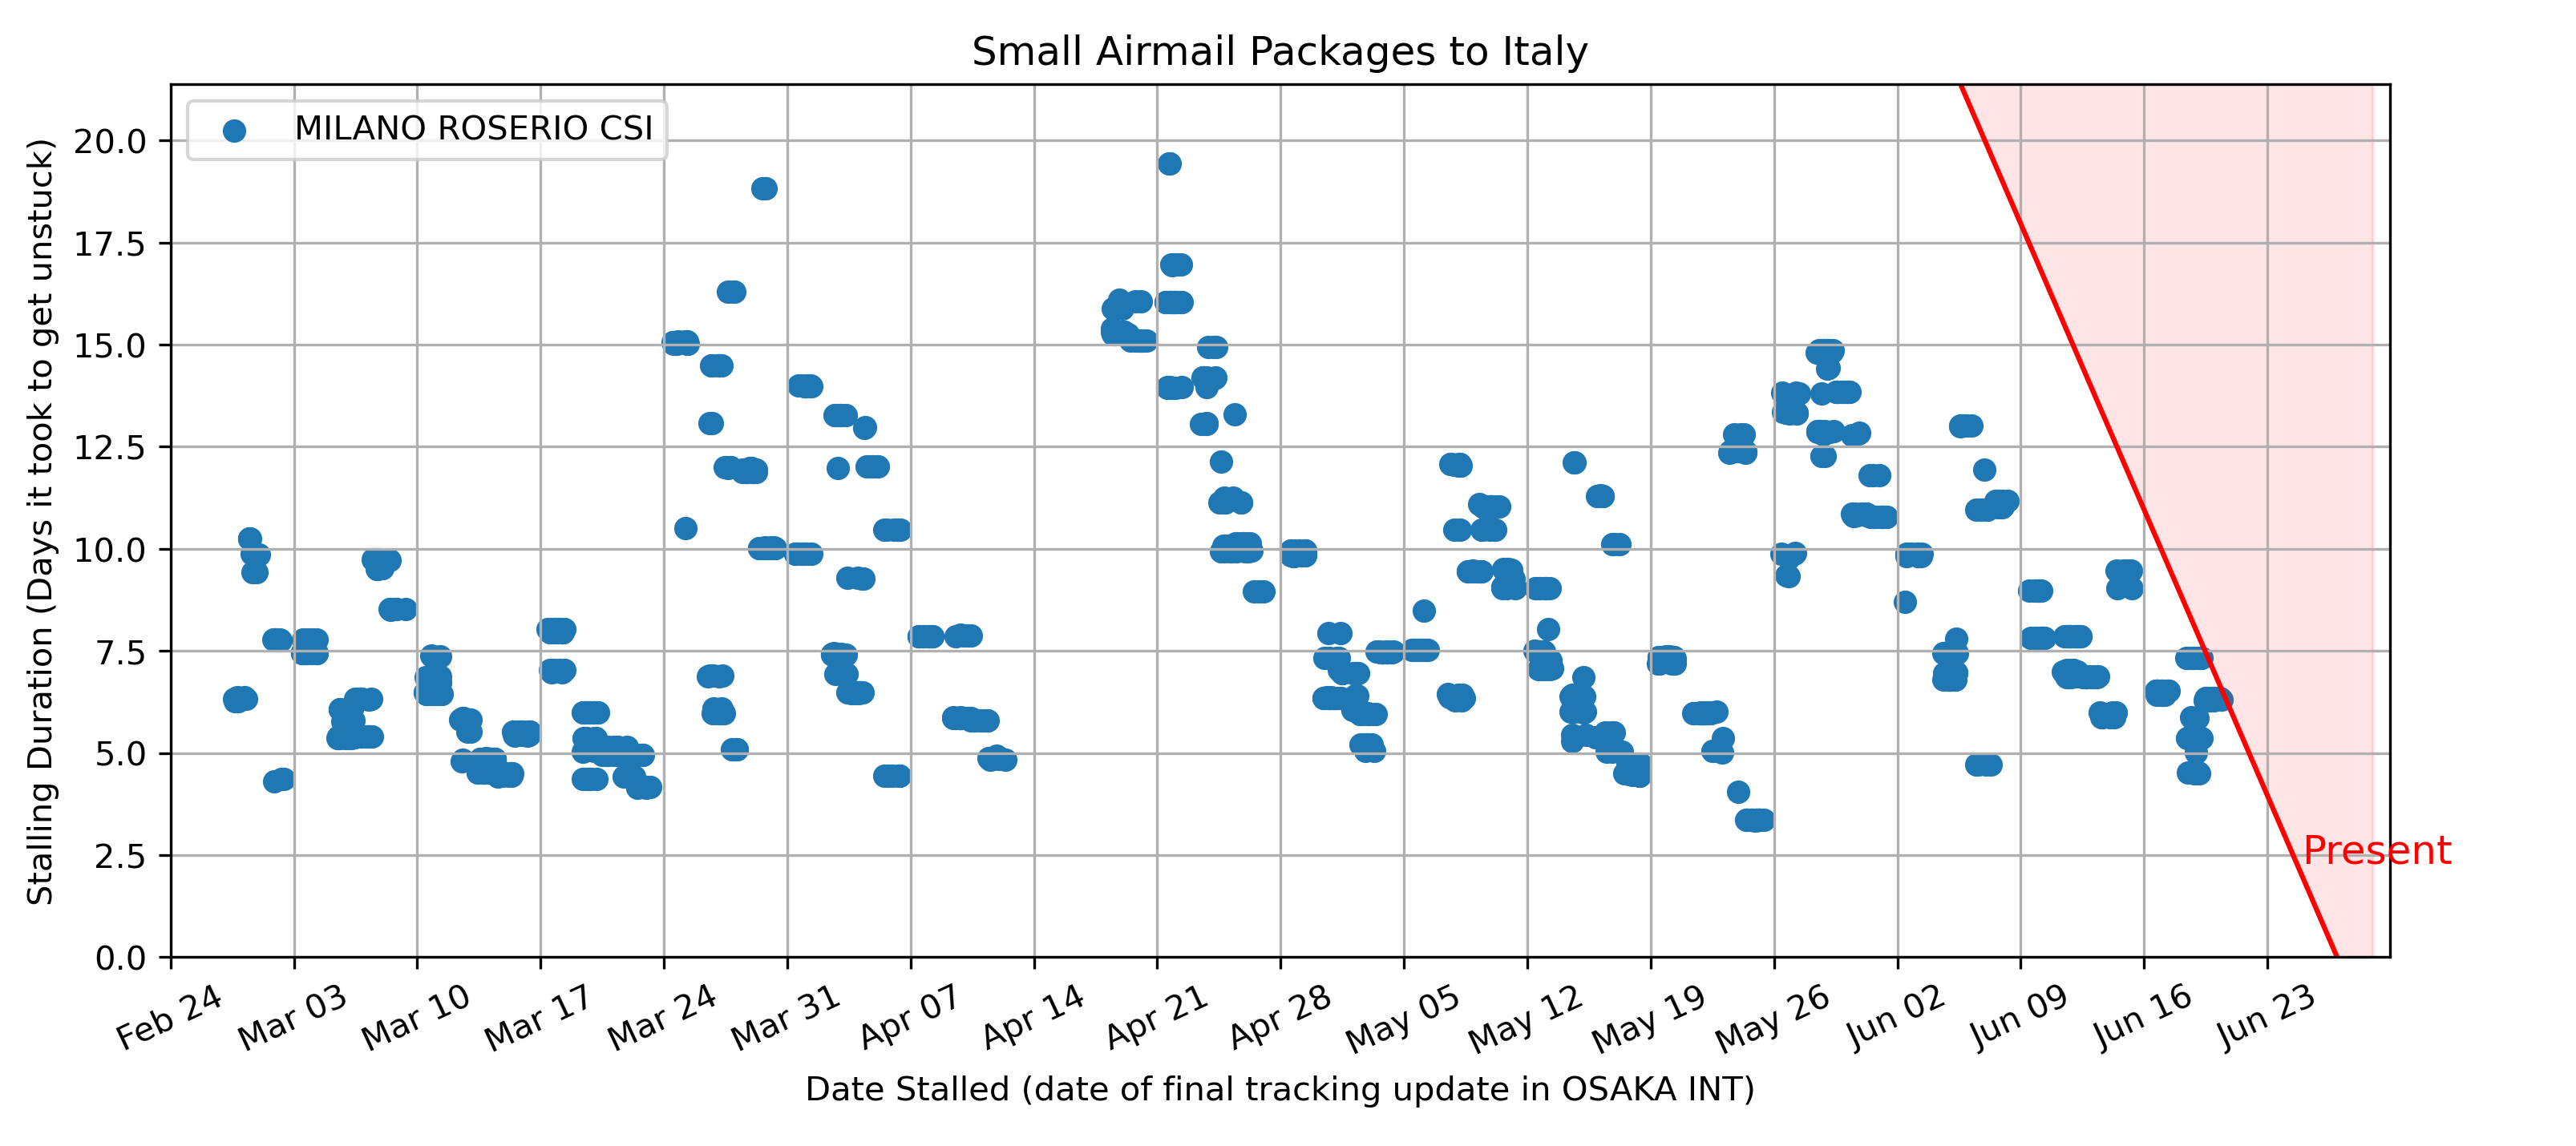 Small Airmail Packages to Italy
MILANO ROSERIO CSI
Stalling Duration (Days it took to get unstuck)
20.0
17.5
15.0
12.5
10.0
7.5
5.0
2.5
0.0
Present
Feb 24
Mar 03
Mar 10
Mar 17
Mar 24
Mar 31
Apr 07
Apr 14
Apr 21
Apr 28
May 05
May 12
May 19
May 26
Jun 02
Jun 09
Jun 16
Jun 23
Date Stalled (date of final tracking update in OSAKA INT)